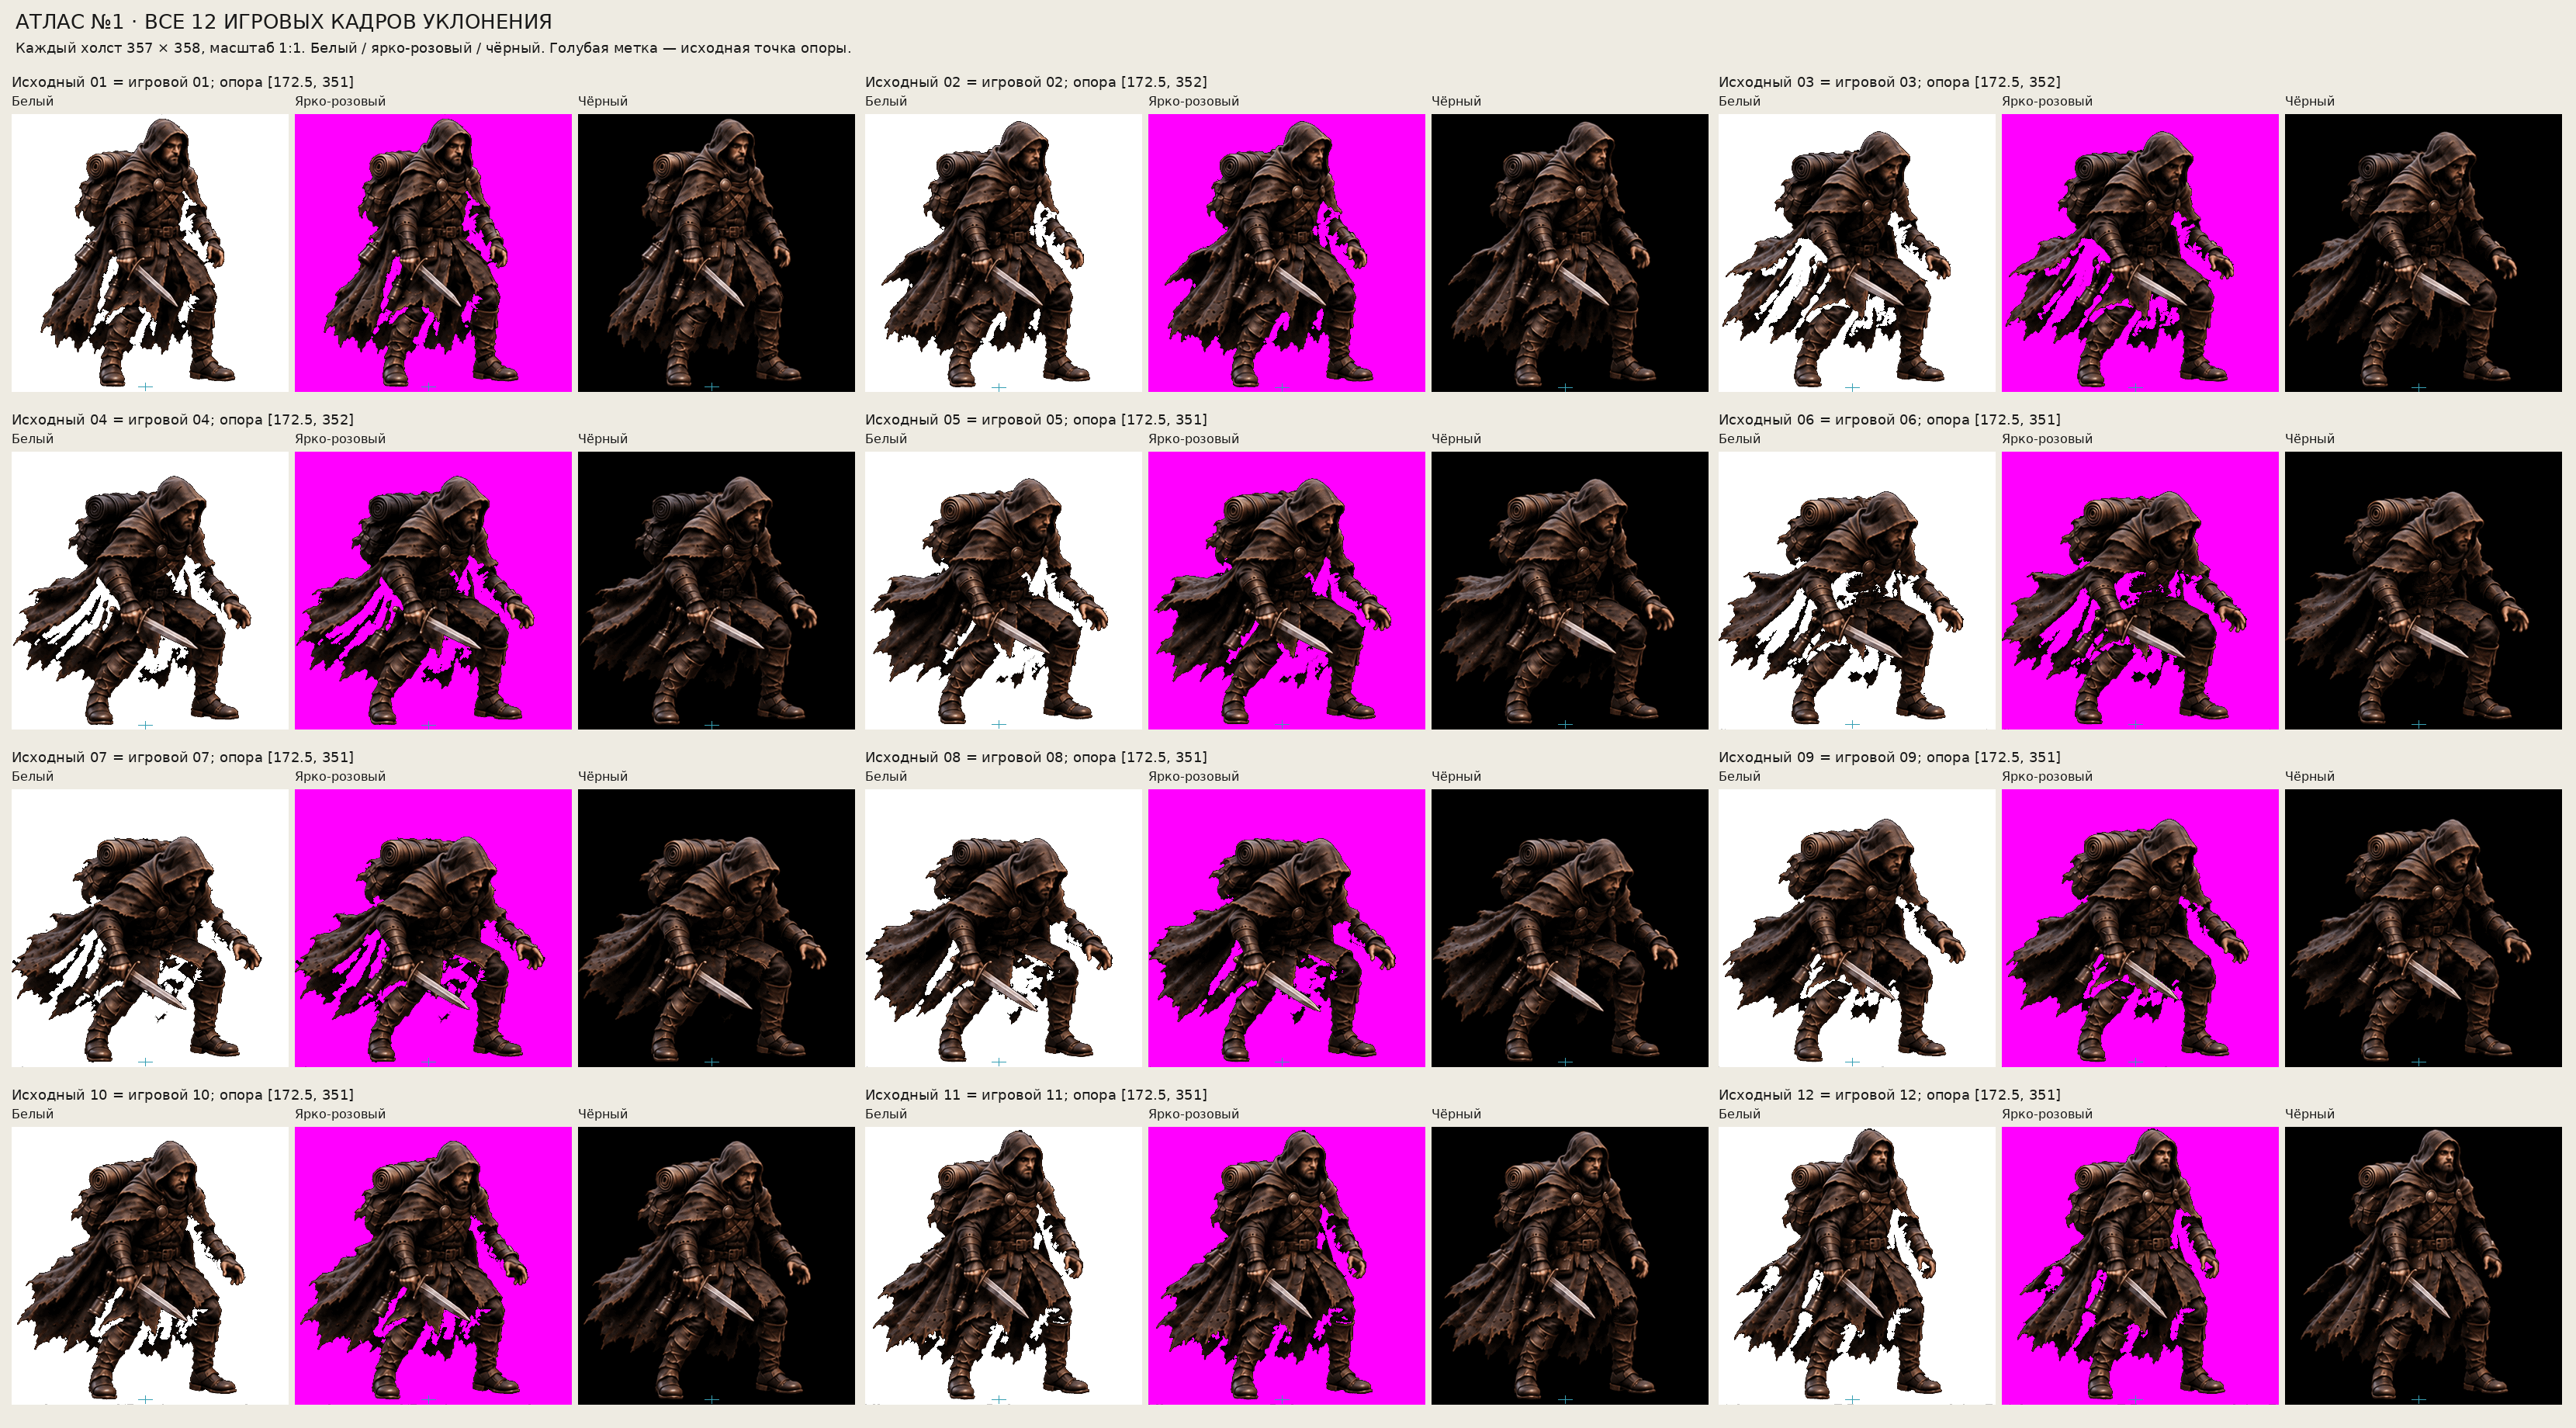 АТЛАС №1 · ВСЕ 12 ИГРОВЫХ КАДРОВ УКЛОНЕНИЯ
Каждый холст 357 × 358, масштаб 1:1. Белый / ярко-розовый / чёрный. Голубая метка — исходная точка опоры.
Исходный 01 = игровой 01; опора [172.5, 351]
Белый
Ярко-розовый
Чёрный
Исходный 02 = игровой 02; опора [172.5, 352]
Белый
Ярко-розовый
Чёрный
Исходный 03 = игровой 03; опора [172.5, 352]
Белый
Ярко-розовый
Чёрный
Исходный 04 = игровой 04; опора [172.5, 352]
Белый
Ярко-розовый
Чёрный
Исходный 05 = игровой 05; опора [172.5, 351]
Белый
Ярко-розовый
Чёрный
Исходный 06 = игровой 06; опора [172.5, 351]
Белый
Ярко-розовый
Чёрный
Исходный 07 = игровой 07; опора [172.5, 351]
Белый
Ярко-розовый
Чёрный
Исходный 08 = игровой 08; опора [172.5, 351]
Белый
Ярко-розовый
Чёрный
Исходный 09 = игровой 09; опора [172.5, 351]
Белый
Ярко-розовый
Чёрный
Исходный 10 = игровой 10; опора [172.5, 351]
Белый
Ярко-розовый
Чёрный
Исходный 11 = игровой 11; опора [172.5, 351]
Белый
Ярко-розовый
Чёрный
Исходный 12 = игровой 12; опора [172.5, 351]
Белый
Ярко-розовый
Чёрный